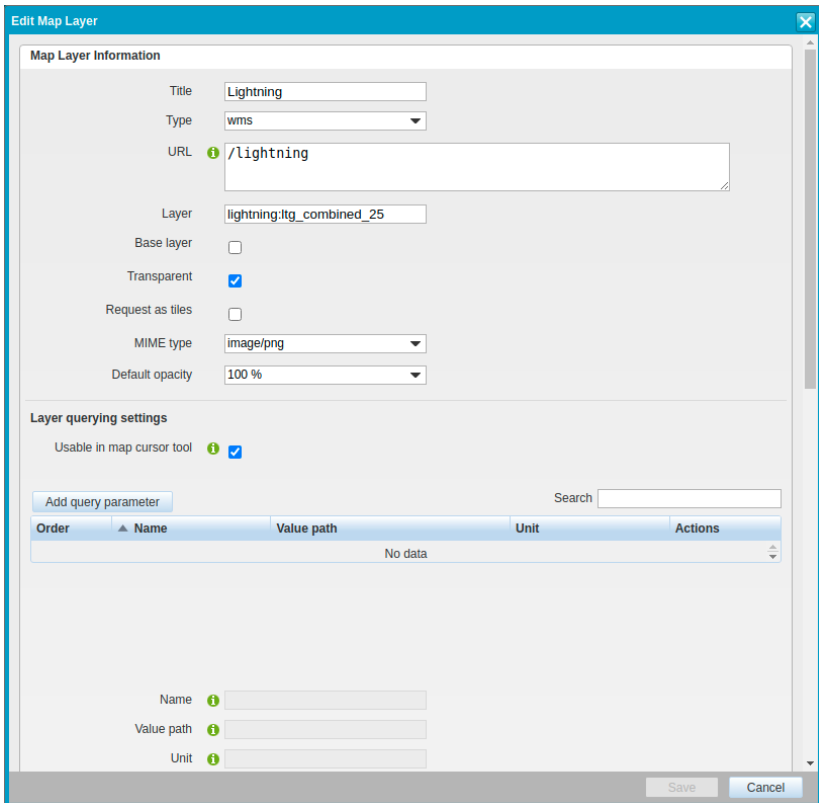 Edit Map Layer
Map Layer Information
Title Lightning
Type wms
URL /lightning
Layer lightning:ltg_combined_25
Base layer
Transparent
Request as tiles
MIME type image/png
Default opacity 100 %
Layer querying settings
Usable in map cursor tool
Add query parameter Search
Order Name Value path Unit Actions
No data
Name
Value path
Unit
Save Cancel